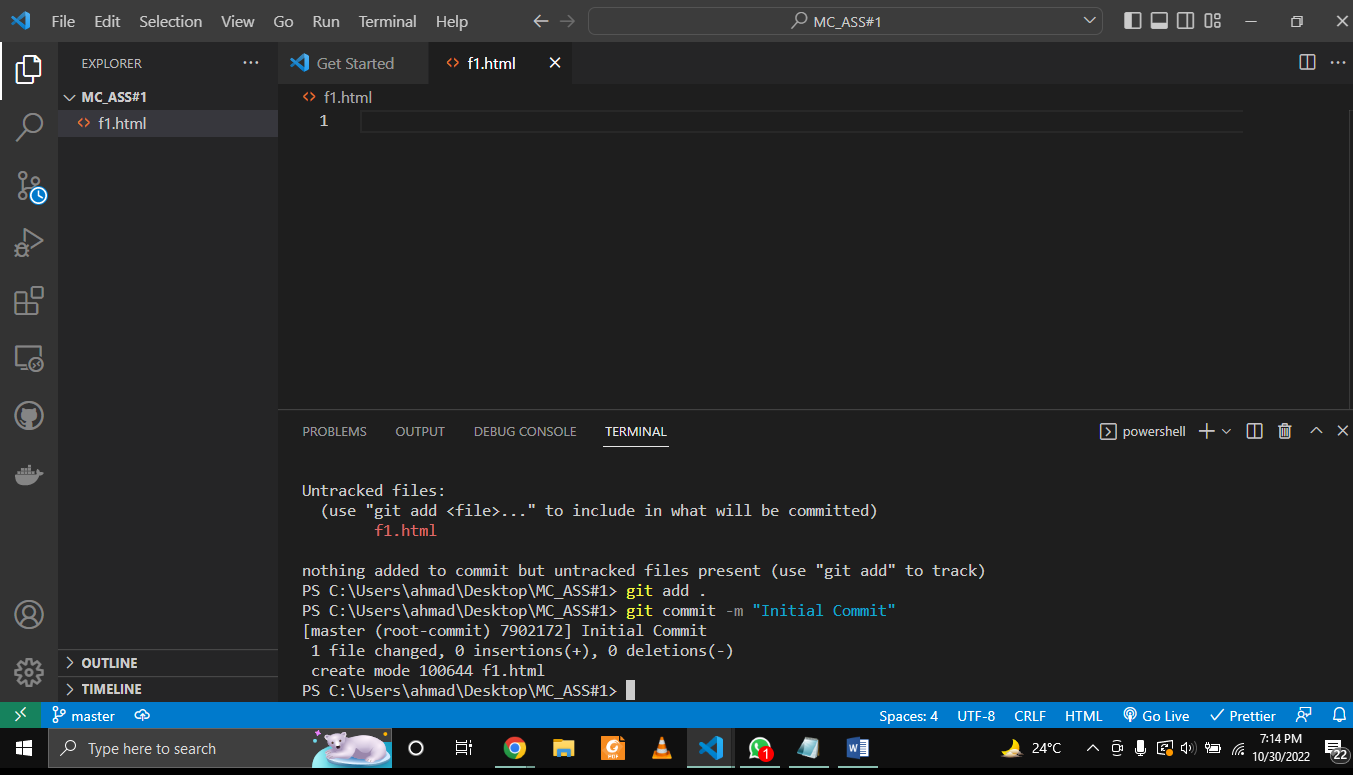 File Edit Selection View Go Run Terminal Help MC_ASS#1
EXPLORER
Get Started f1.html
MC_ASS#1
f1.html
f1.html
1
PROBLEMS OUTPUT DEBUG CONSOLE TERMINAL powershell
Untracked files:
(use "git add <file>..." to include in what will be committed)
f1.html
nothing added to commit but untracked files present (use "git add" to track)
PS C:\Users\ahmad\Desktop\MC_ASS#1> git add .
PS C:\Users\ahmad\Desktop\MC_ASS#1> git commit -m "Initial Commit"
[master (root-commit) 7902172] Initial Commit
1 file changed, 0 insertions(+), 0 deletions(-)
create mode 100644 f1.html
PS C:\Users\ahmad\Desktop\MC_ASS#1>
OUTLINE
TIMELINE
master Spaces: 4 UTF-8 CRLF HTML Go Live Prettier
Type here to search PDF 1 W 24°C 7:14 PM 10/30/2022 22